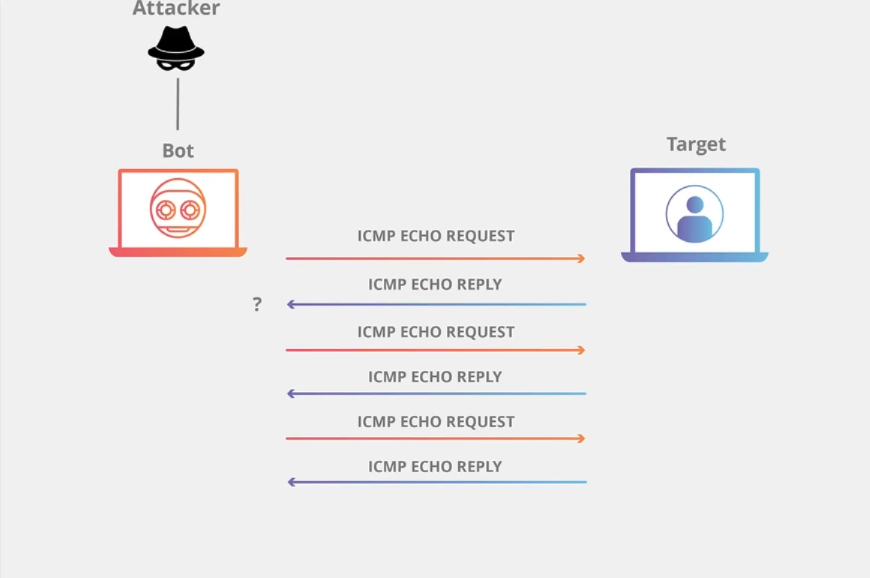 Attacker
Bot
Target
ICMP ECHO REQUEST
ICMP ECHO REPLY
?
ICMP ECHO REQUEST
ICMP ECHO REPLY
ICMP ECHO REQUEST
ICMP ECHO REPLY